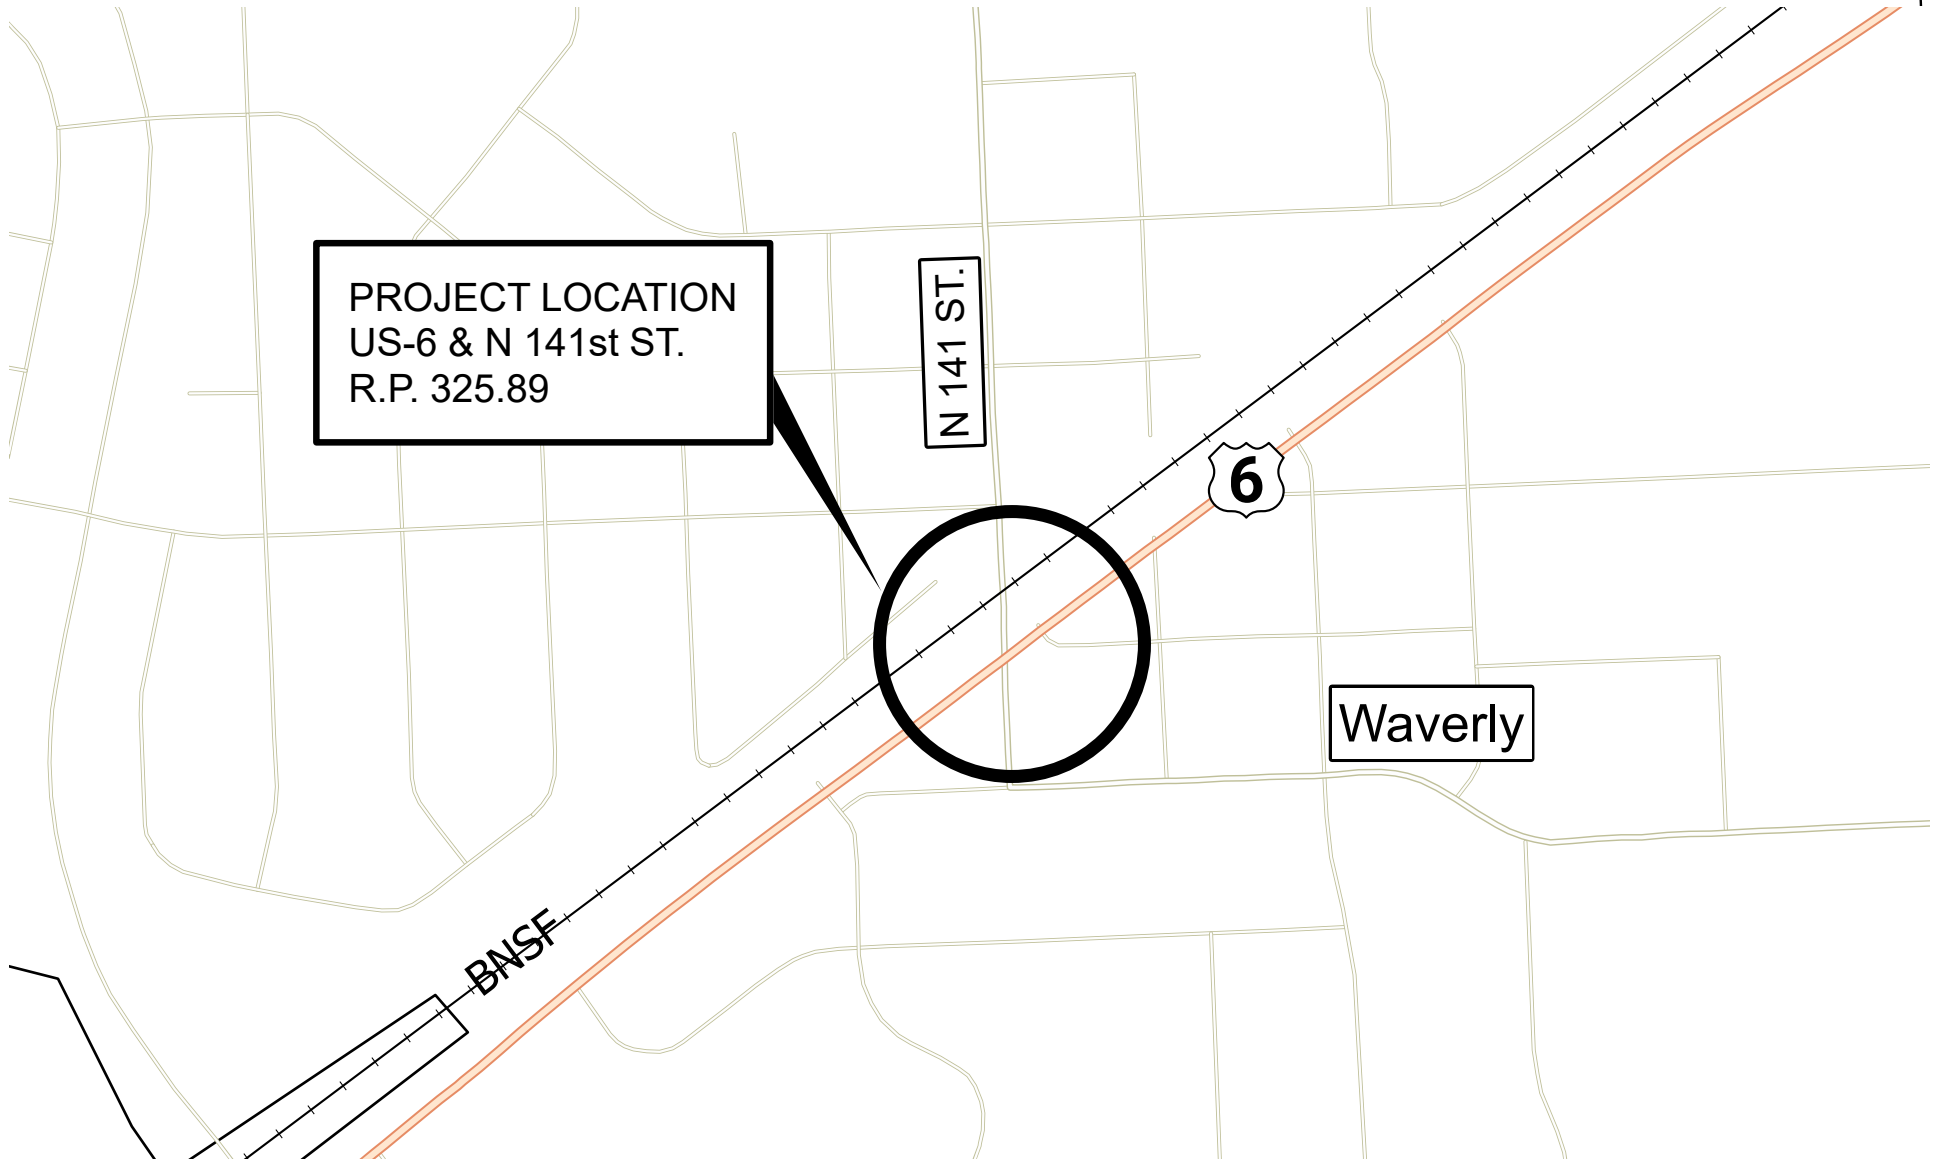 PROJECT LOCATION
US-6 & N 141st ST.
R.P. 325.89
N 141 ST.
6
Waverly
BNSF